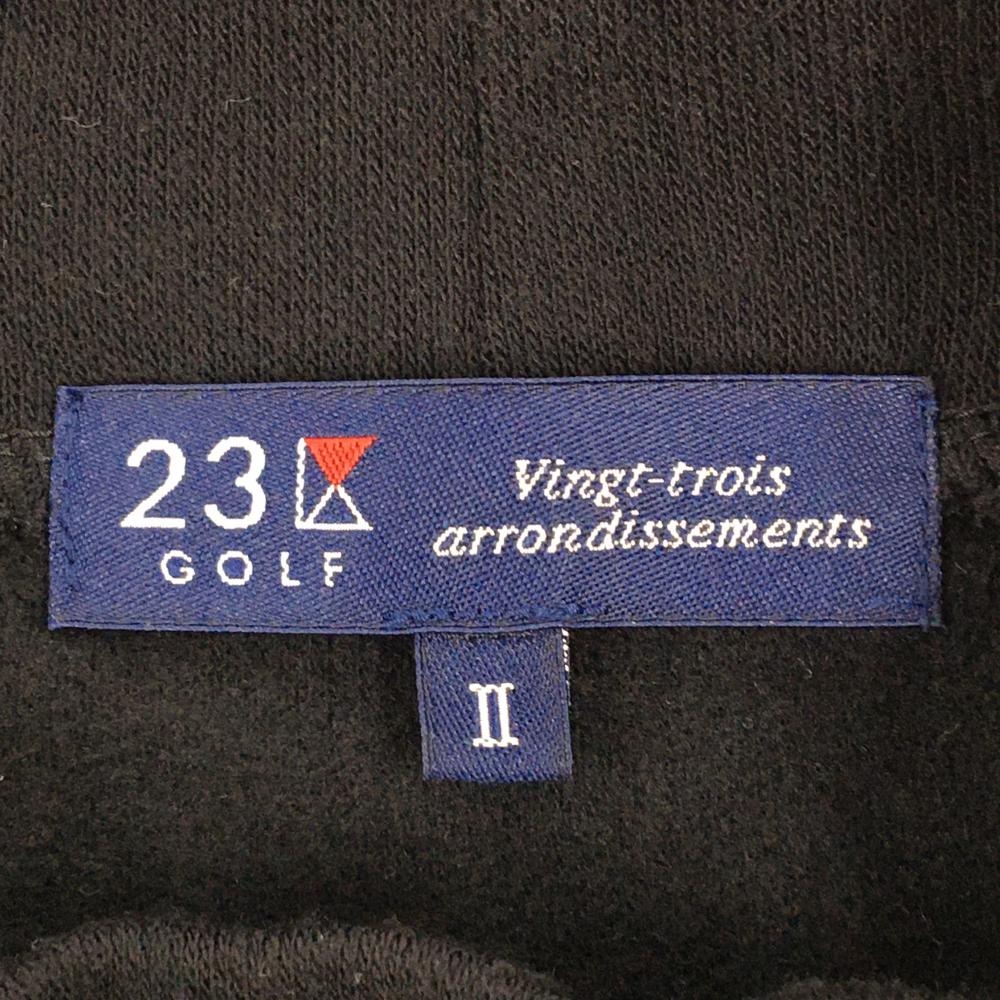 23
GOLF
Vingt-trois
arrondissements
II